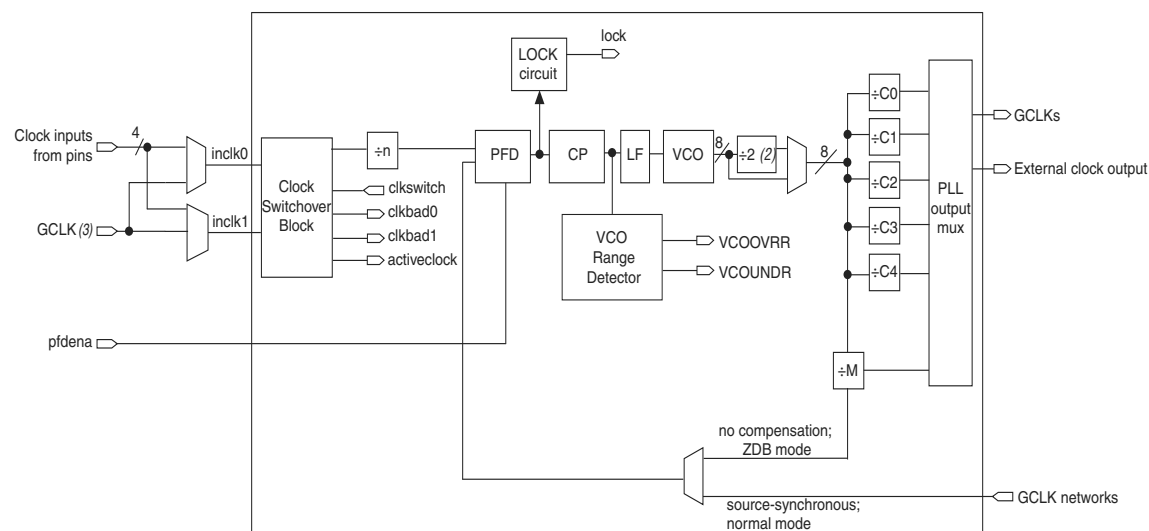 lock
LOCK
circuit
4
Clock inputs
from pins
inclk0
÷n
PFD
CP
LF
VCO
8
÷2 (2)
8
÷C0
÷C1
÷C2
÷C3
÷C4
PLL
output
mux
GCLKs
External clock output
Clock
Switchover
Block
clkswitch
clkbad0
clkbad1
activeclock
GCLK (3)
inclk1
VCO
Range
Detector
VCOOVRR
VCOUNDR
pfdena
÷M
no compensation;
ZDB mode
source-synchronous;
normal mode
GCLK networks